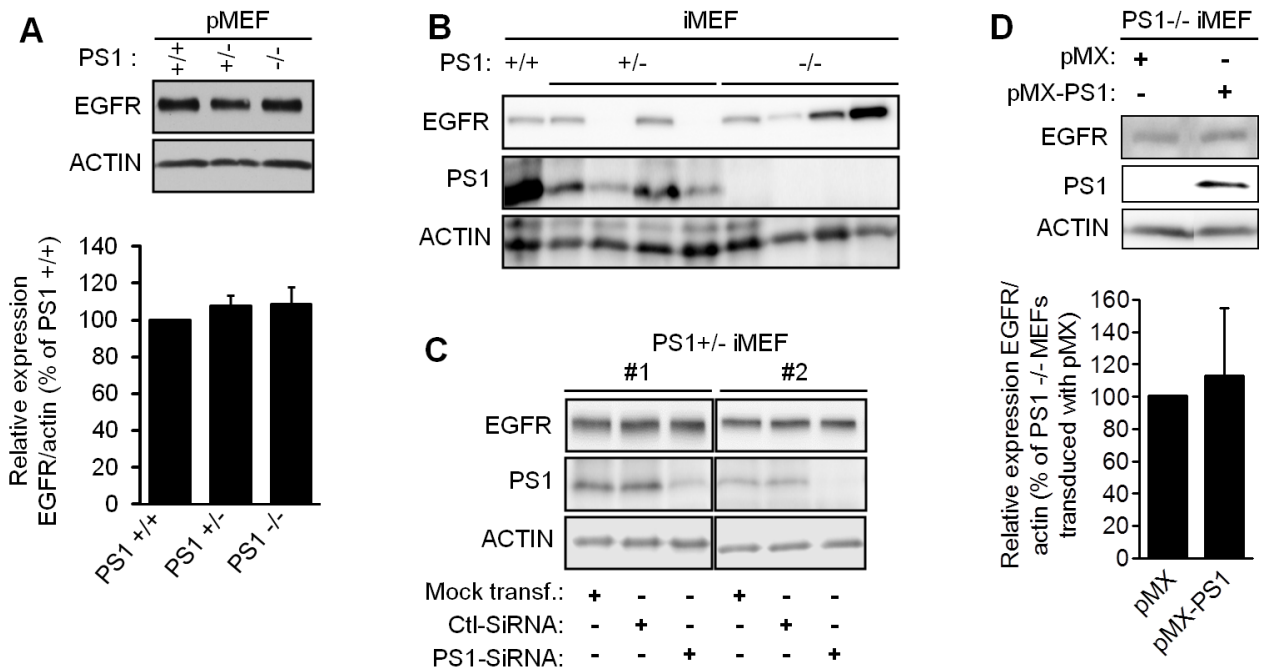 A
pMEF
PS1 : +/+ +/- -/-
EGFR
ACTIN
Relative expression
EGFR/actin (% of PS1 +/+)
140
120
100
80
60
40
20
0
PS1 +/+
PS1 +/-
PS1 -/-
B
iMEF
PS1: +/+ +/- -/-
EGFR
PS1
ACTIN
C
PS1+/- iMEF
#1 #2
EGFR
PS1
ACTIN
Mock transf.: + - - + - -
Ctl-SiRNA: - + - - + -
PS1-SiRNA: - - + - - +
D
PS1-/- iMEF
pMX: + -
pMX-PS1: - +
EGFR
PS1
ACTIN
Relative expression EGFR/
actin (% of PS1 -/- MEFs
transduced with pMX)
160
140
120
100
80
60
40
20
0
pMX
pMX-PS1